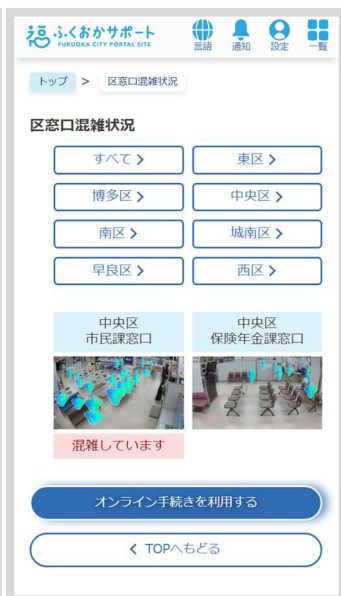 福 ふくおかサポート
FUKUOKA CITY PORTAL SITE
言語 通知 設定 一覧
トップ > 区窓口混雑状況
区窓口混雑状況
すべて 東区
博多区 中央区
南区 城南区
早良区 西区
中央区
市民課窓口
中央区
保険年金課窓口
混雑しています
オンライン手続きを利用する
TOPへもどる